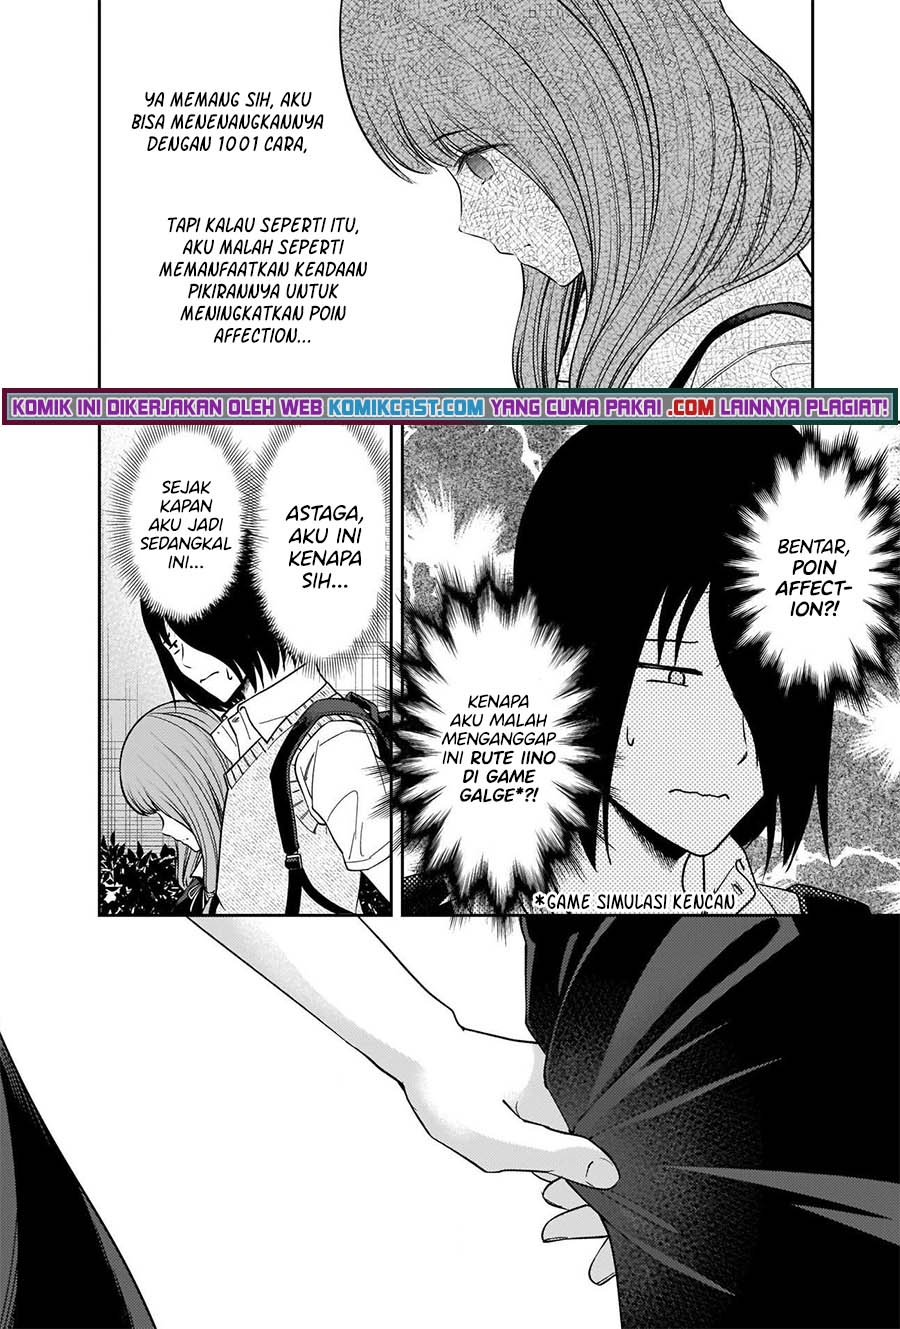 YA MEMANG SIH, AKU
BISA MENENANGKANNYA
DENGAN 1001 CARA,
TAPI KALAU SEPERTI ITU,
AKU MALAH SEPERTI
MEMANFAATKAN KEADAAN
PIKIRANNYA UNTUK
MENINGKATKAN POIN
AFFECTION...
KOMIK INI DIKERJAKAN OLEH WEB KOMIKCAST.COM YANG CUMA PAKAI .COM LAINNYA PLAGIAT!
BENTAR,
POIN
AFFECT-
ION?!
KENAPA
AKU MALAH
MENGANGGAP
INI RUTE IINO
DI GAME
GALGE*?!
*GAME SIMULASI KENCAN
ASTAGA,
AKU INI
KENAPA
SIH...
SEJAK
KAPAN
AKU JADI
SEDANGKAL
INI...